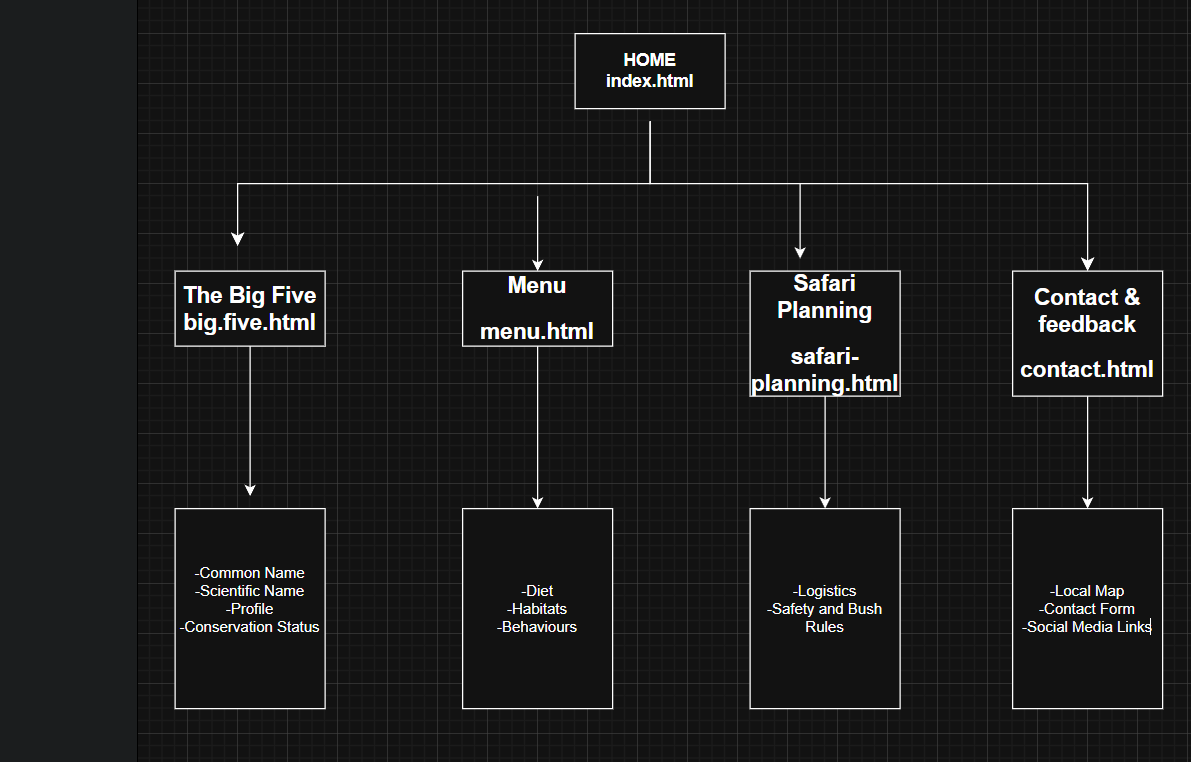 HOME
index.html
The Big Five
big.five.html
Menu
menu.html
Safari
Planning
safari-
planning.html
Contact &
feedback
contact.html
-Common Name
-Scientific Name
-Profile
-Conservation Status
-Diet
-Habitats
-Behaviours
-Logistics
-Safety and Bush
Rules
-Local Map
-Contact Form
-Social Media Links